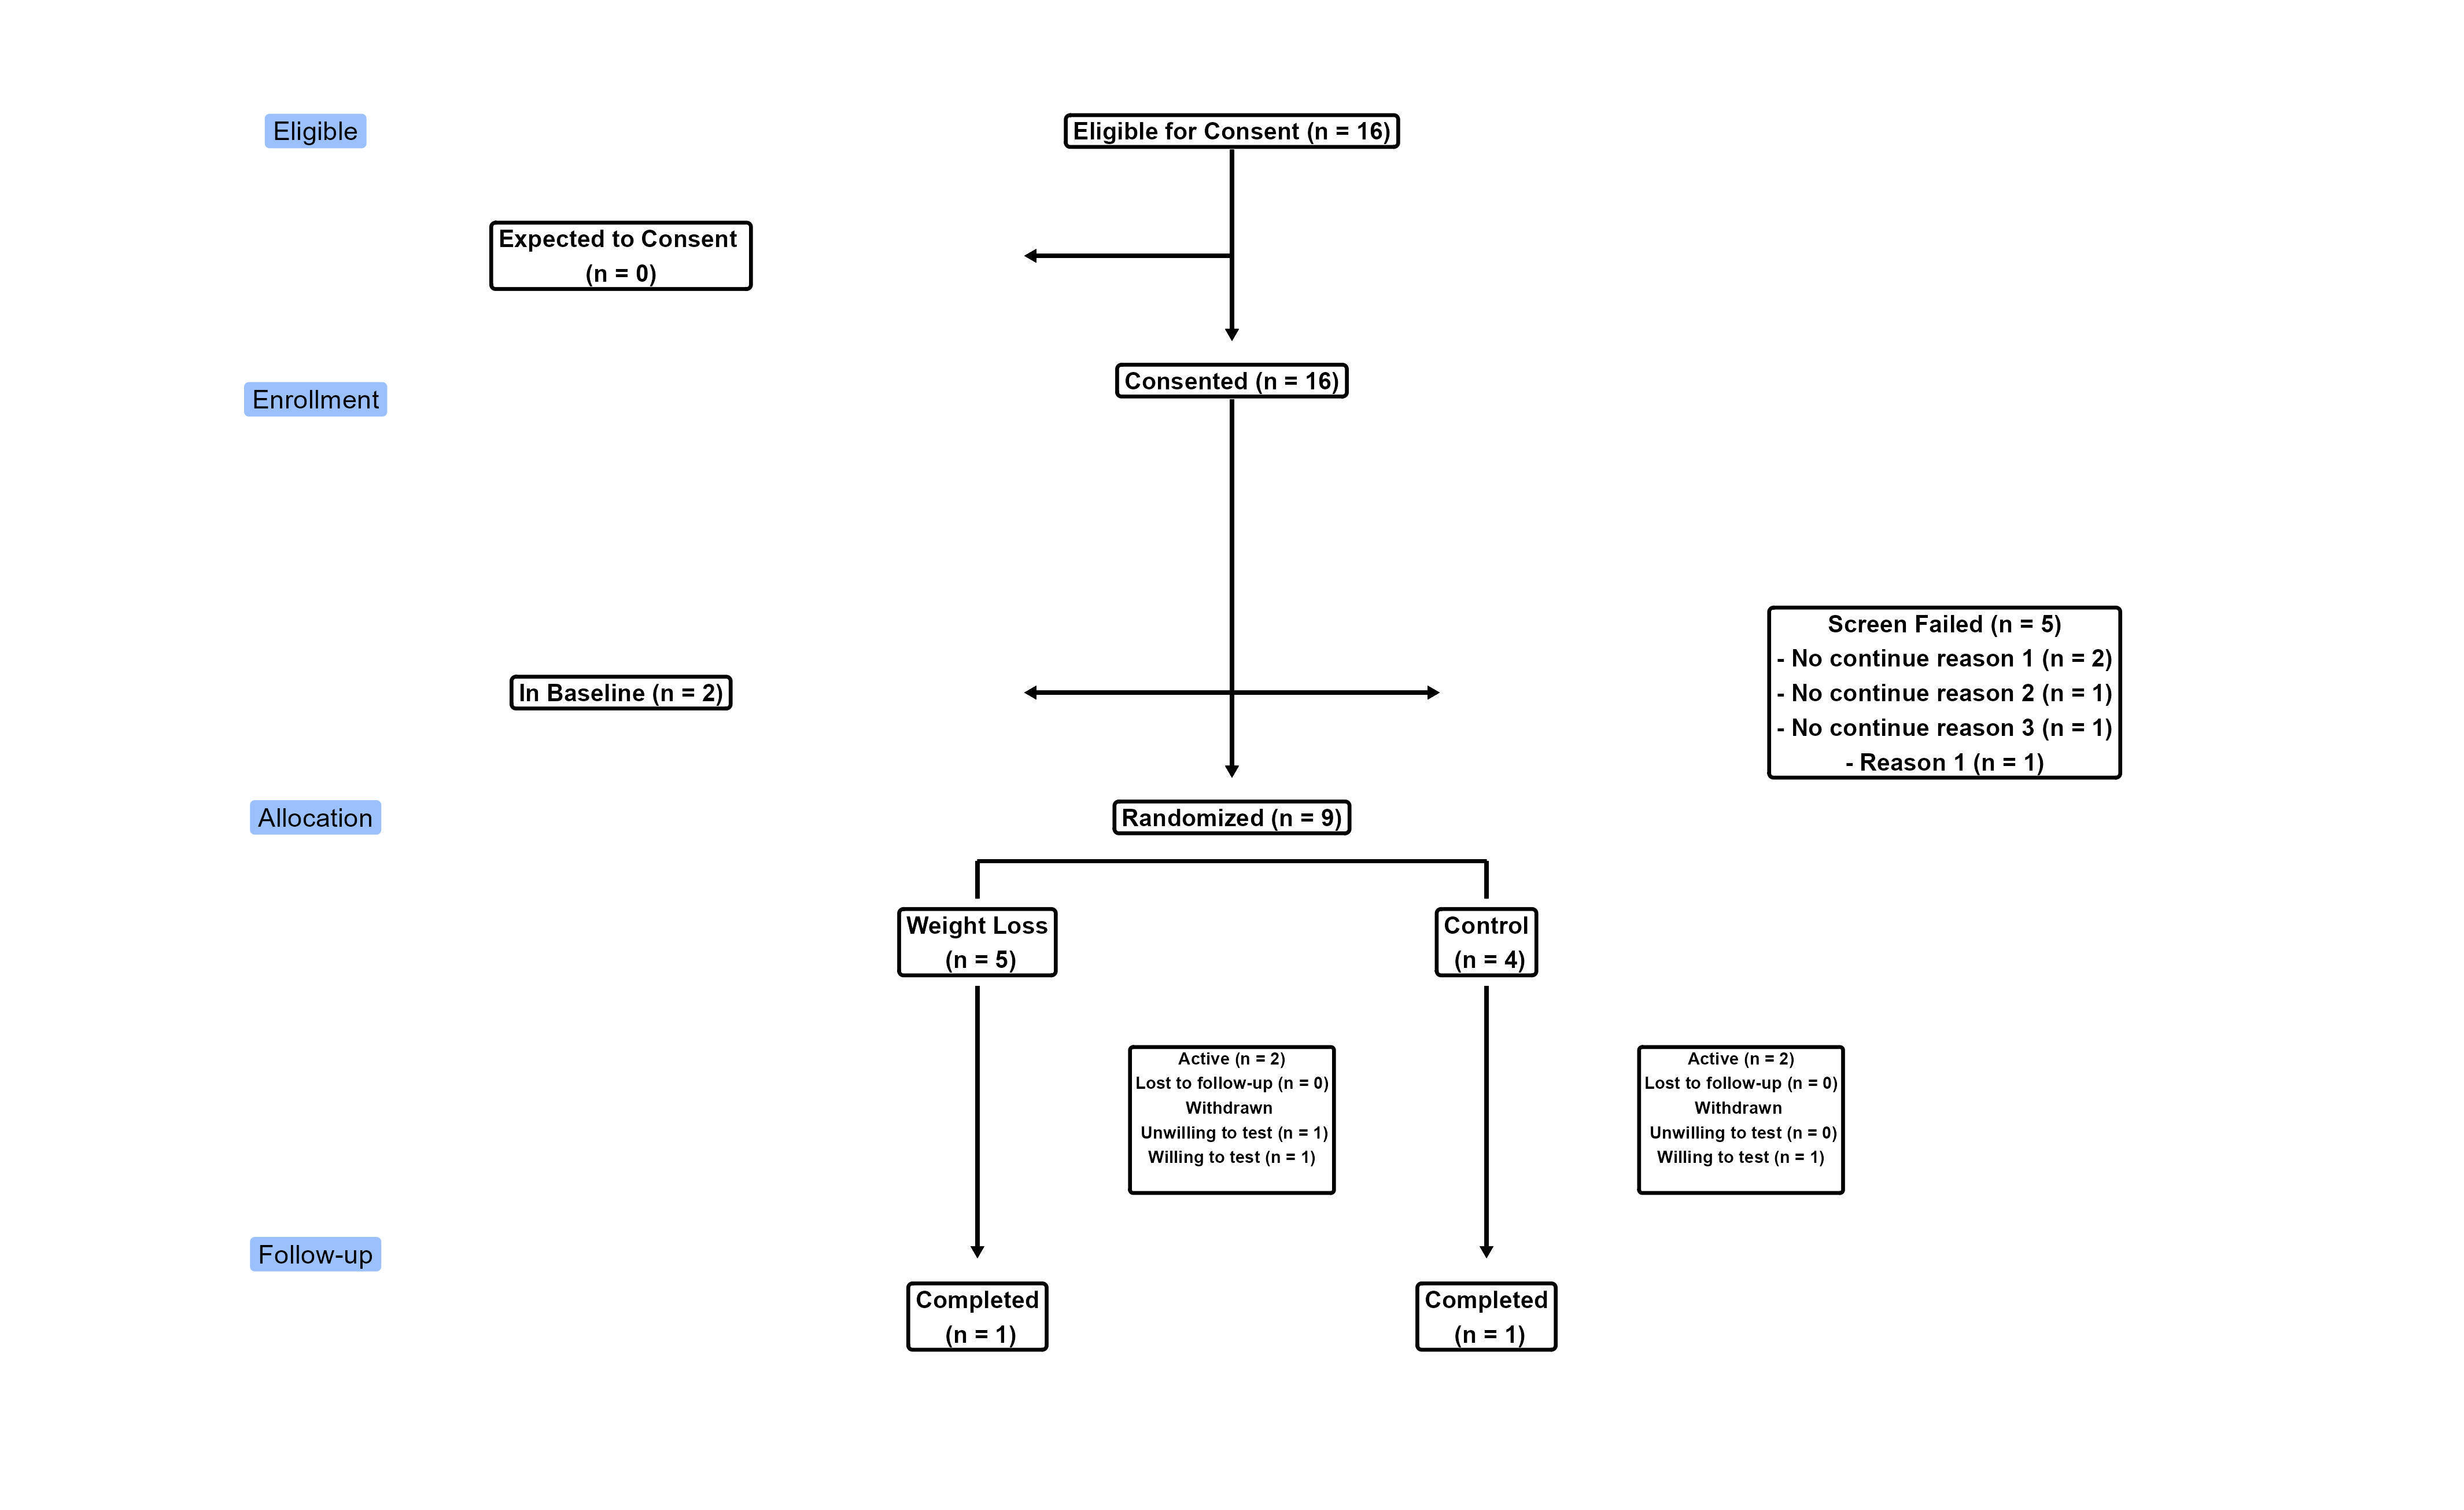 Eligible
Eligible for Consent (n = 16)
Expected to Consent
(n = 0)
Enrollment
Consented (n = 16)
In Baseline (n = 2)
Screen Failed (n = 5)
- No continue reason 1 (n = 2)
- No continue reason 2 (n = 1)
- No continue reason 3 (n = 1)
- Reason 1 (n = 1)
Allocation
Randomized (n = 9)
Weight Loss
(n = 5)
Control
(n = 4)
Active (n = 2)
Lost to follow-up (n = 0)
Withdrawn
Unwilling to test (n = 1)
Willing to test (n = 1)
Active (n = 2)
Lost to follow-up (n = 0)
Withdrawn
Unwilling to test (n = 0)
Willing to test (n = 1)
Follow-up
Completed
(n = 1)
Completed
(n = 1)